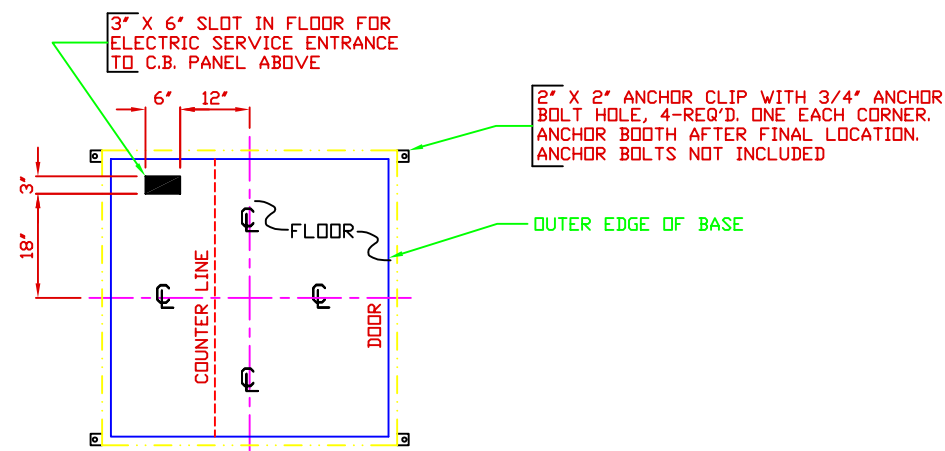 3" X 6" SLOT IN FLOOR FOR
ELECTRIC SERVICE ENTRANCE
TO C.B. PANEL ABOVE
6" 12"
2" X 2" ANCHOR CLIP WITH 3/4" ANCHOR
BOLT HOLE, 4-REQ'D. ONE EACH CORNER.
ANCHOR BOOTH AFTER FINAL LOCATION.
ANCHOR BOLTS NOT INCLUDED
3"
18"
℄
FLOOR
OUTER EDGE OF BASE
COUNTER LINE
℄
℄
DOOR
℄